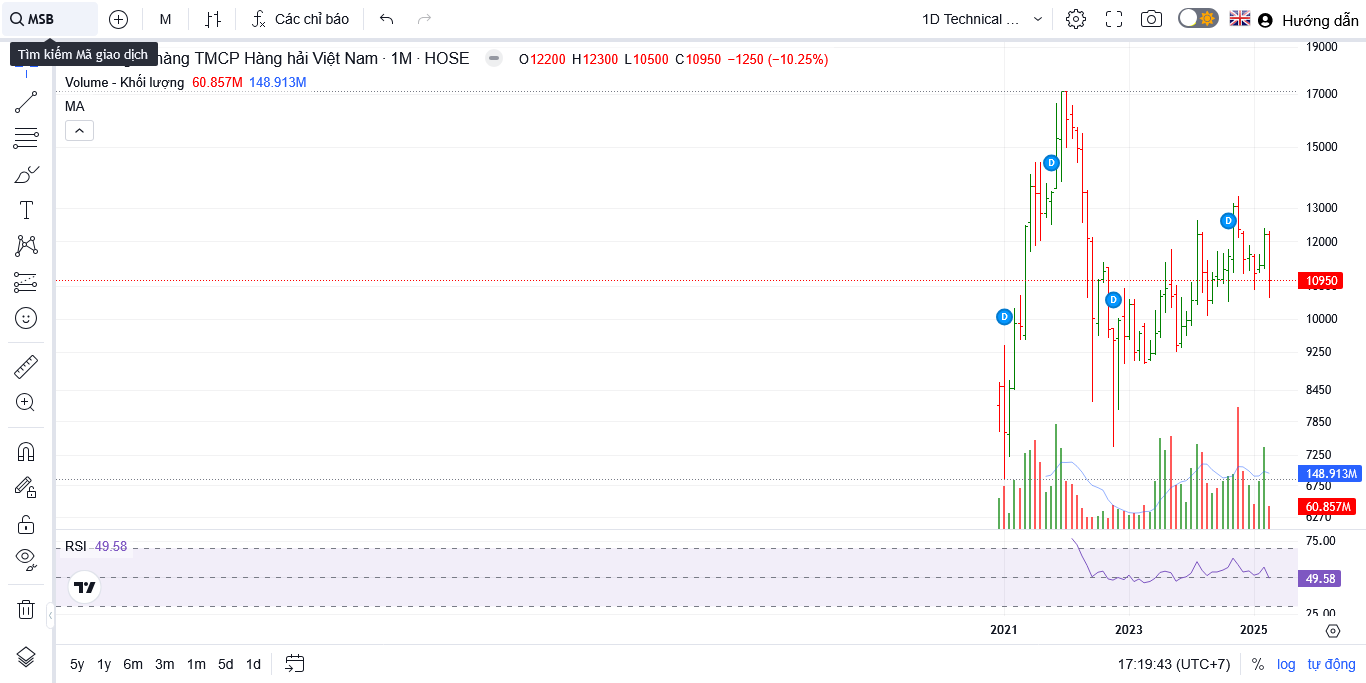 MSB
M
Các chỉ báo
1D Technical ...
Hướng dẫn
Tìm kiếm Mã giao dịch
hàng TMCP Hàng hải Việt Nam · 1M · HOSE
O12200 H12300 L10500 C10950 −1250 (−10.25%)
Volume - Khối lượng 60.857M 148.913M
MA
19000
17000
15000
13000
12000
10950
10000
9250
8450
7850
7250
148.913M
6750
60.857M
6270
D
D
D
D
RSI 49.58
75.00
49.58
25.00
2021 2023 2025
5y 1y 6m 3m 1m 5d 1d
17:19:43 (UTC+7) % log tự động